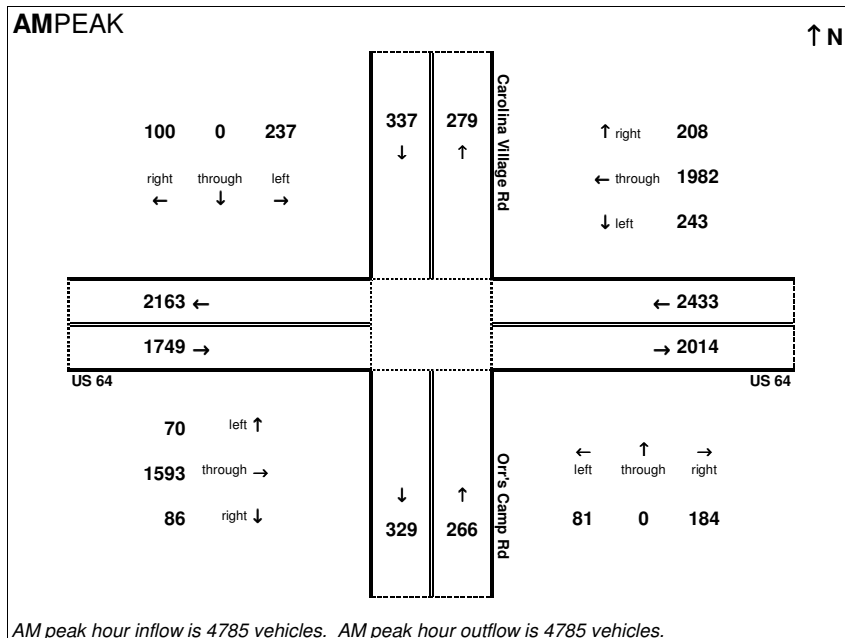 AMPEAK
↑ N
100 0 237
right through left
← ↓ →
337 279
↓ ↑
Carolina Village Rd
↑ right 208
← through 1982
↓ left 243
2163 ←
← 2433
1749 →
→ 2014
US 64
US 64
70 left ↑
1593 through →
86 right ↓
↓ ↑
329 266
Orr's Camp Rd
← ↑ →
left through right
81 0 184
AM peak hour inflow is 4785 vehicles. AM peak hour outflow is 4785 vehicles.